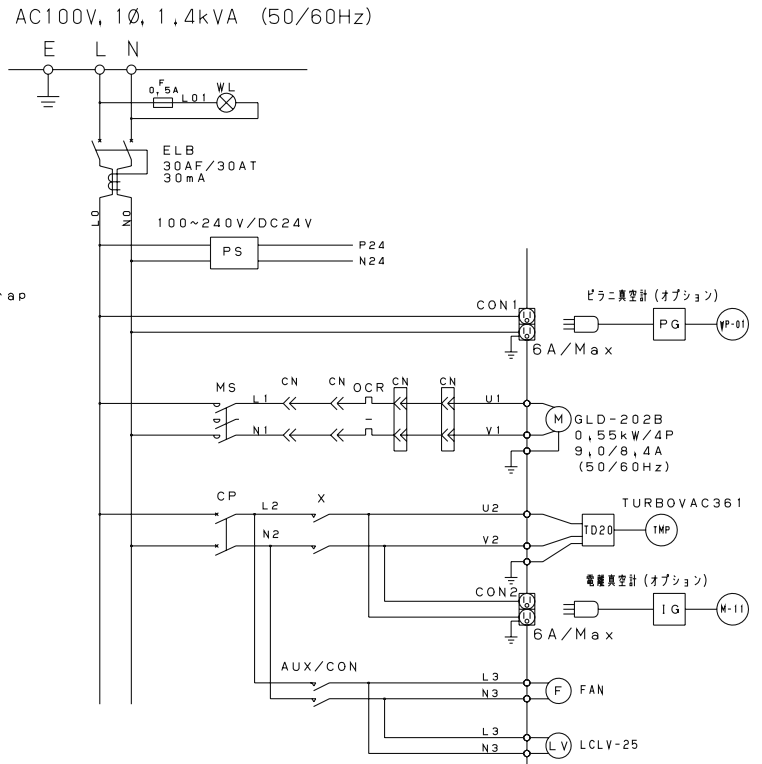 AC100V, 1Ø, 1,4kVA (50/60Hz)
E L N
F
0,5A L01 WL
ELB
30AF/30AT
30mA
L0 N0
100~240V/DC24V
PS P24
N24
rap
CON1 ピラニ真空計 (オプション)
PG WP-01
6A/Max
MS CN CN OCR CN CN
L1 U1
M GLD-202B
N1 V1 0,55kW/4P
9,0/8,4A
(50/60Hz)
CP L2 X U2 TURBOVAC361
TD20 TMP
N2 V2
電離真空計 (オプション)
CON2
IG M-11
6A/Max
AUX/CON
L3
F FAN
N3
L3
LV LCLV-25
N3